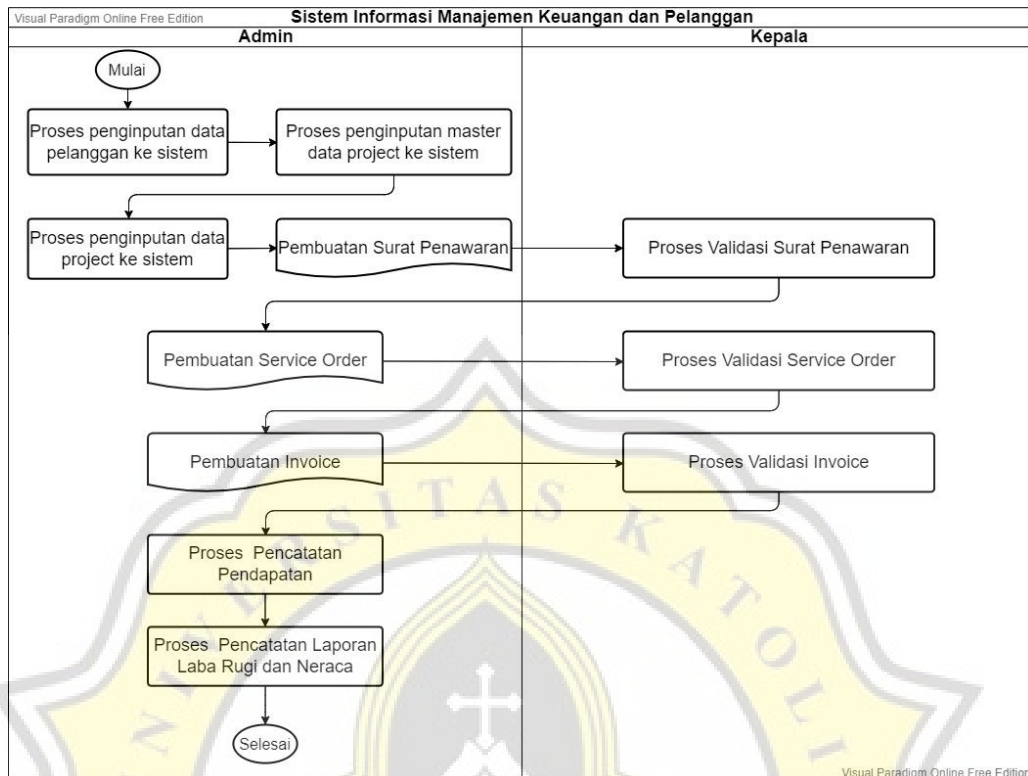 Visual Paradigm Online Free Edition
Sistem Informasi Manajemen Keuangan dan Pelanggan
Admin
Kepala
Mulai
Proses penginputan data
pelanggan ke sistem
Proses penginputan master
data project ke sistem
Proses penginputan data
project ke sistem
Pembuatan Surat Penawaran
Proses Validasi Surat Penawaran
Pembuatan Service Order
Proses Validasi Service Order
Pembuatan Invoice
Proses Validasi Invoice
Proses Pencatatan
Pendapatan
Proses Pencatatan Laporan
Laba Rugi dan Neraca
Selesai
UNIVERSITAS KATOLI
Visual Paradigm Online Free Edition